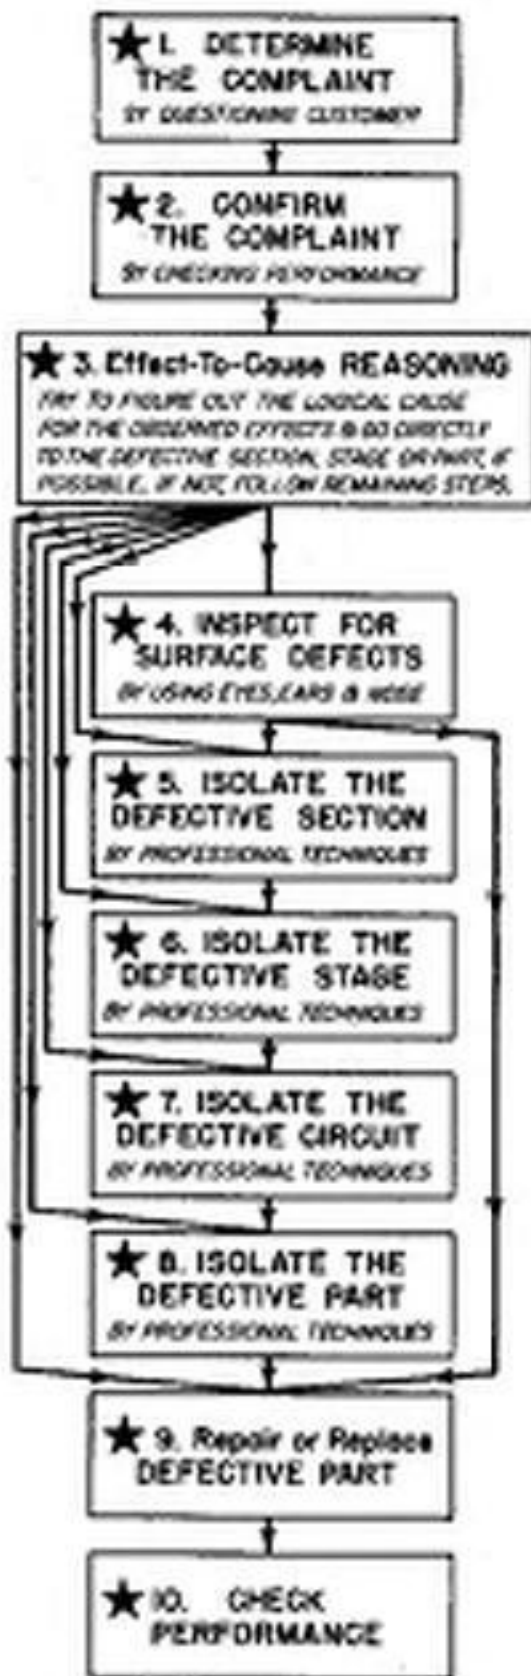 ★ 1. DETERMINE
THE COMPLAINT
BY QUESTIONING CUSTOMER
★ 2. CONFIRM
THE COMPLAINT
BY CHECKING PERFORMANCE
★ 3. Effect-To-Cause REASONING
TRY TO FIGURE OUT THE LOGICAL CAUSE
FOR THE OBSERVED EFFECTS & GO DIRECTLY
TO THE DEFECTIVE SECTION, STAGE OR PART, IF
POSSIBLE. IF NOT, FOLLOW REMAINING STEPS.
★ 4. INSPECT FOR
SURFACE DEFECTS
BY USING EYES, EARS & NOSE
★ 5. ISOLATE THE
DEFECTIVE SECTION
BY PROFESSIONAL TECHNIQUES
★ 6. ISOLATE THE
DEFECTIVE STAGE
BY PROFESSIONAL TECHNIQUES
★ 7. ISOLATE THE
DEFECTIVE CIRCUIT
BY PROFESSIONAL TECHNIQUES
★ 8. ISOLATE THE
DEFECTIVE PART
BY PROFESSIONAL TECHNIQUES
★ 9. Repair or Replace
DEFECTIVE PART
★ 10. CHECK
PERFORMANCE